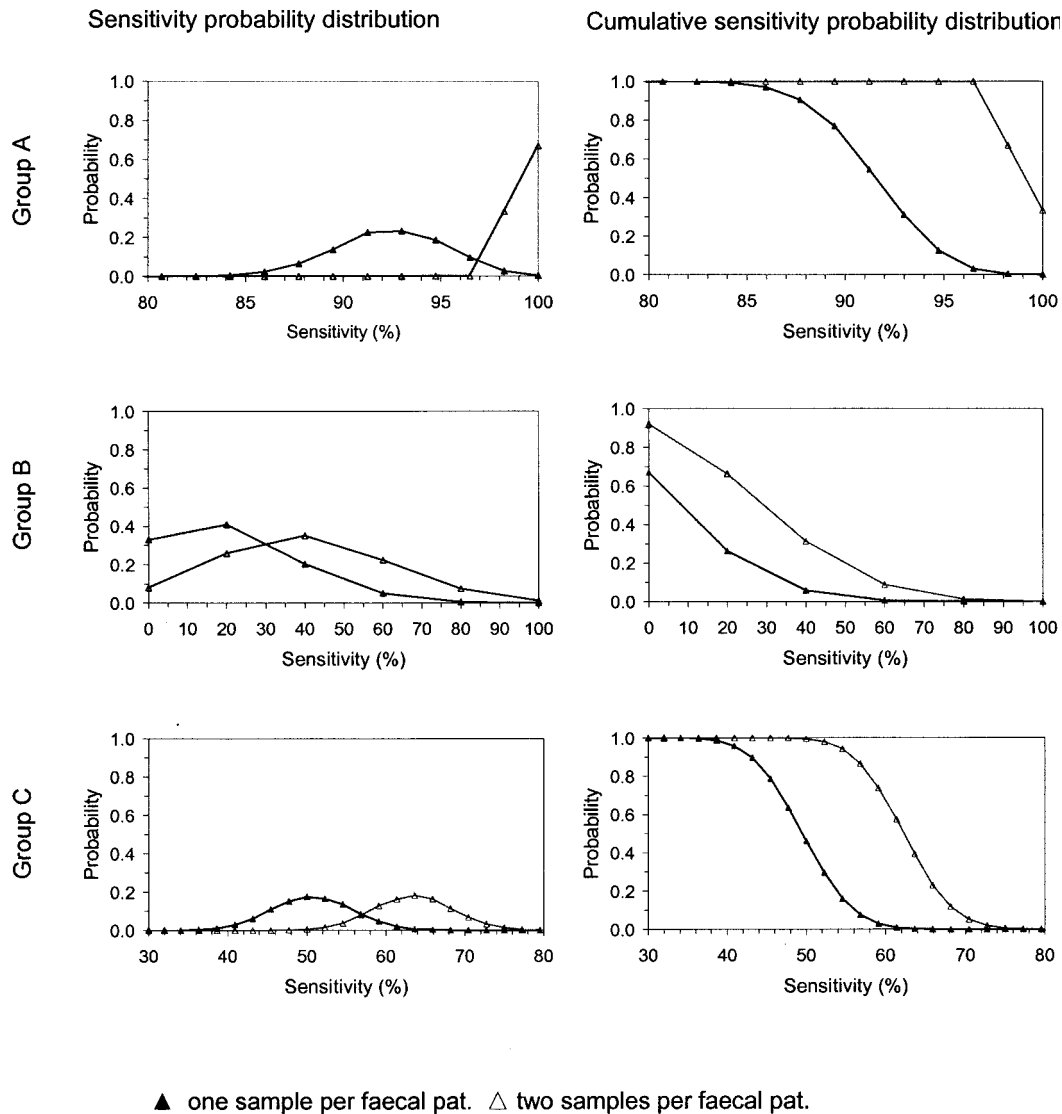 Sensitivity probability distribution
Cumulative sensitivity probability distribution
Group A
Probability
1.0
0.8
0.6
0.4
0.2
0.0
80 85 90 95 100
Sensitivity (%)
Probability
1.0
0.8
0.6
0.4
0.2
0.0
80 85 90 95 100
Sensitivity (%)
Group B
Probability
1.0
0.8
0.6
0.4
0.2
0.0
0 10 20 30 40 50 60 70 80 90 100
Sensitivity (%)
Probability
1.0
0.8
0.6
0.4
0.2
0.0
0 10 20 30 40 50 60 70 80 90 100
Sensitivity (%)
Group C
Probability
1.0
0.8
0.6
0.4
0.2
0.0
30 40 50 60 70 80
Sensitivity (%)
Probability
1.0
0.8
0.6
0.4
0.2
0.0
30 40 50 60 70 80
Sensitivity (%)
▲ one sample per faecal pat. △ two samples per faecal pat.